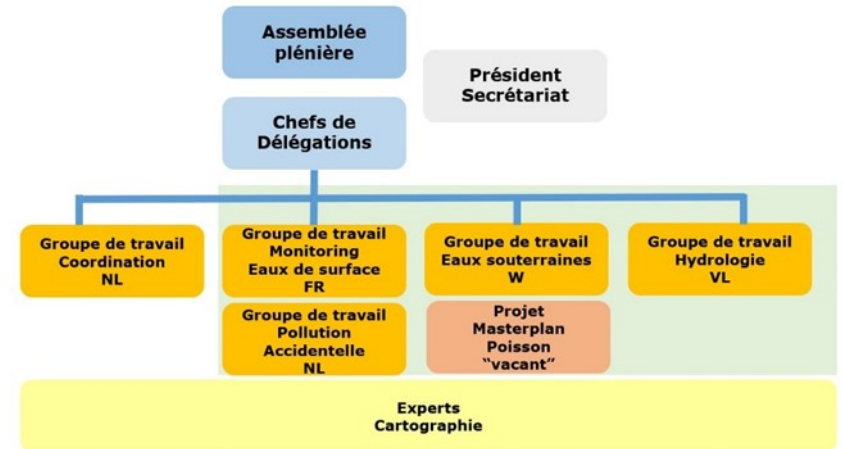 Assemblée
plénière
Président
Secrétariat
Chefs de
Délégations
Groupe de travail
Coordination
NL
Groupe de travail
Monitoring
Eaux de surface
FR
Groupe de travail
Eaux souterraines
W
Groupe de travail
Hydrologie
VL
Groupe de travail
Pollution
Accidentelle
NL
Projet
Masterplan
Poisson
“vacant”
Experts
Cartographie